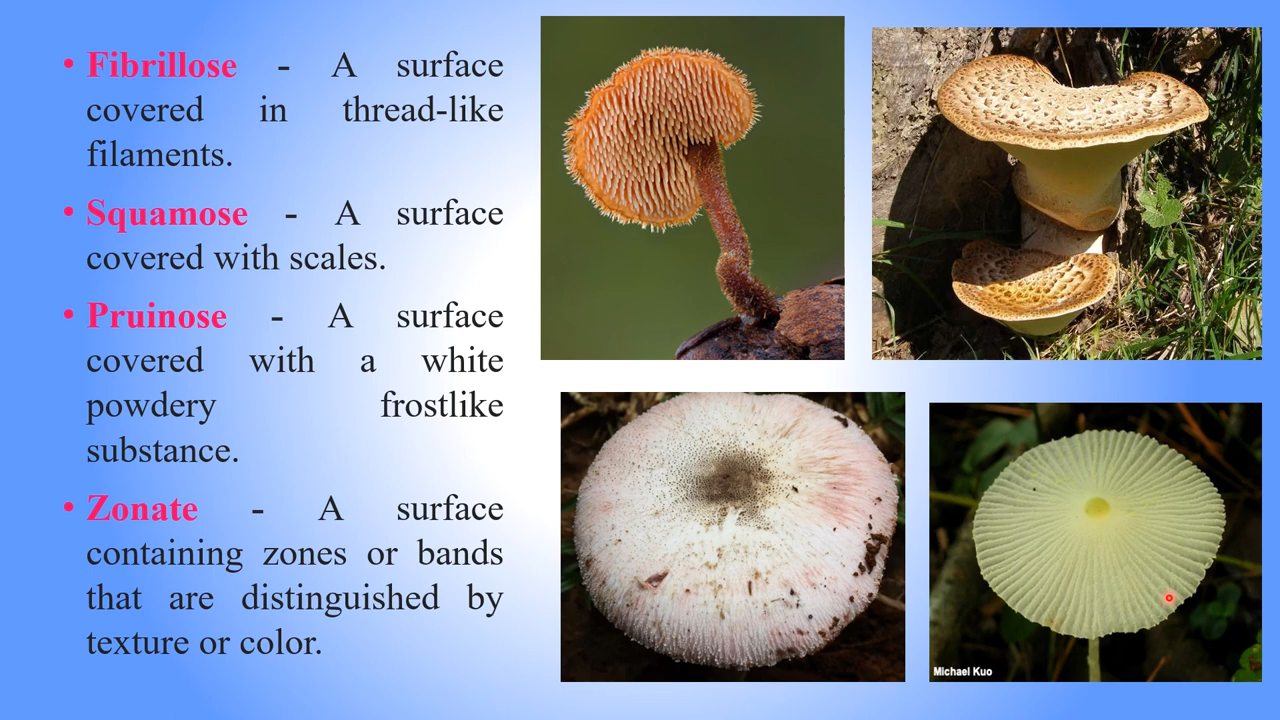 • Fibrillose - A surface
covered in thread-like
filaments.
• Squamose - A surface
covered with scales.
• Pruinose - A surface
covered with a white
powdery frostlike
substance.
• Zonate - A surface
containing zones or bands
that are distinguished by
texture or color.
Michael Kuo